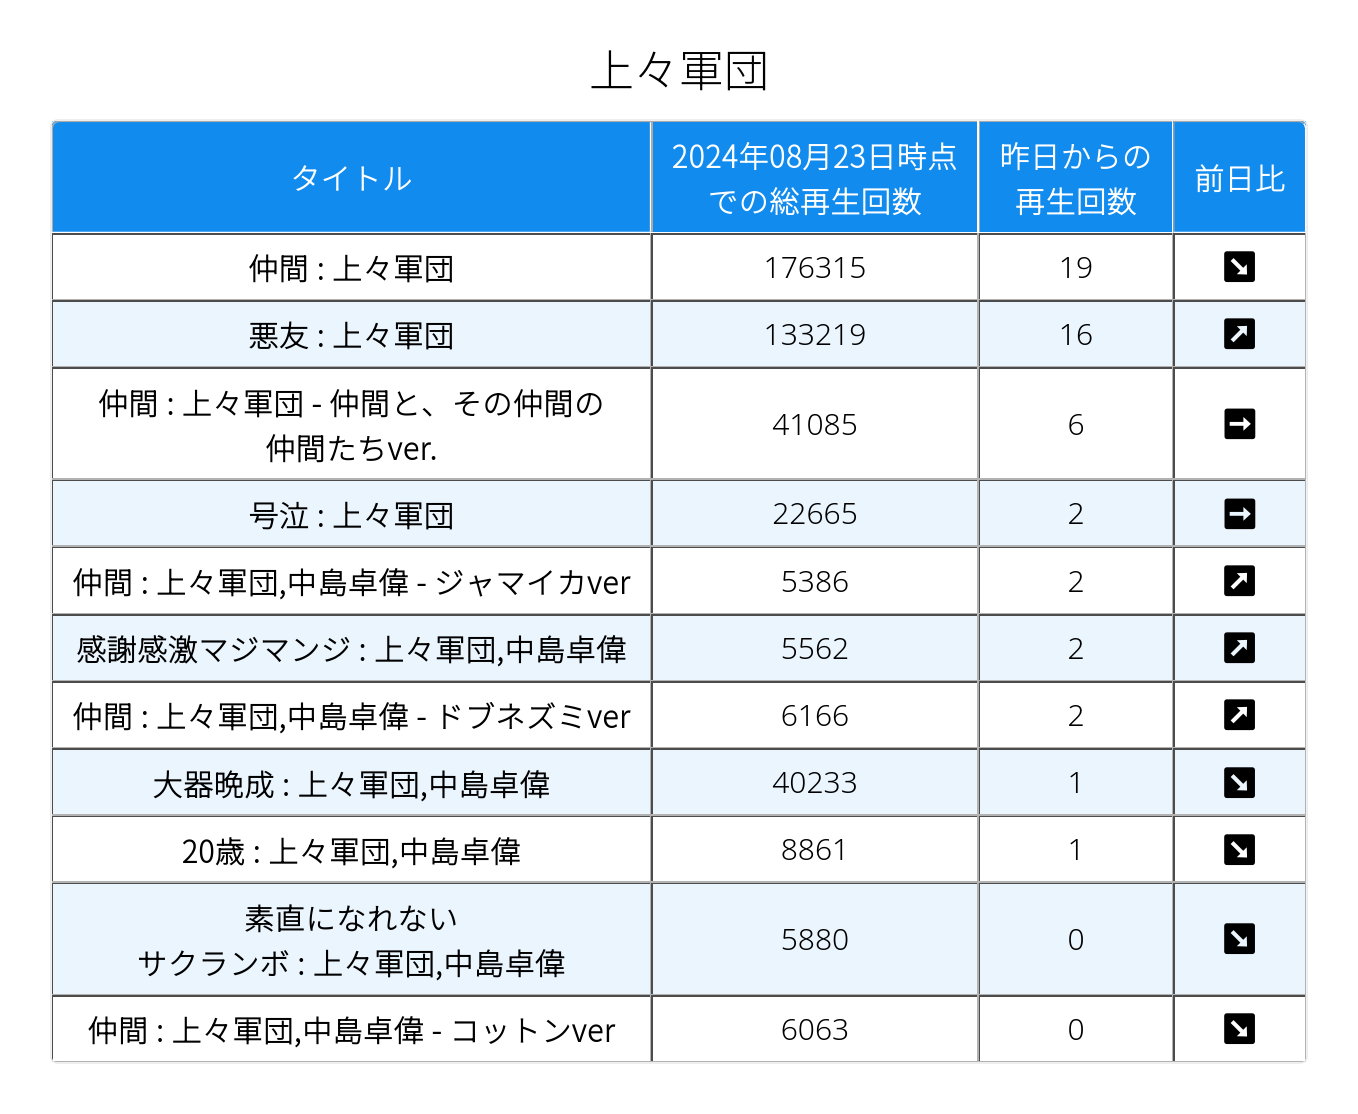 上々軍団
タイトル
2024年08月23日時点
での総再生回数
昨日からの
再生回数
前日比
仲間 : 上々軍団
176315
19
↘
悪友 : 上々軍団
133219
16
↗
仲間 : 上々軍団 - 仲間と、その仲間の
仲間たちver.
41085
6
→
号泣 : 上々軍団
22665
2
→
仲間 : 上々軍団,中島卓偉 - ジャマイカver
5386
2
↗
感謝感激マジマンジ : 上々軍団,中島卓偉
5562
2
↗
仲間 : 上々軍団,中島卓偉 - ドブネズミver
6166
2
↗
大器晩成 : 上々軍団,中島卓偉
40233
1
↘
20歳 : 上々軍団,中島卓偉
8861
1
↘
素直になれない
サクランボ : 上々軍団,中島卓偉
5880
0
↘
仲間 : 上々軍団,中島卓偉 - コットンver
6063
0
↘